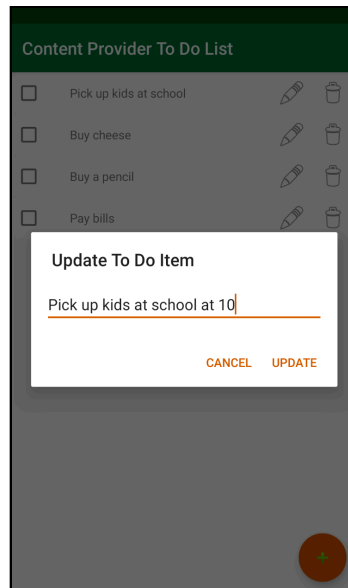 Content Provider To Do List
Pick up kids at school
Buy cheese
Buy a pencil
Pay bills
Update To Do Item
Pick up kids at school at 10
CANCEL UPDATE
+